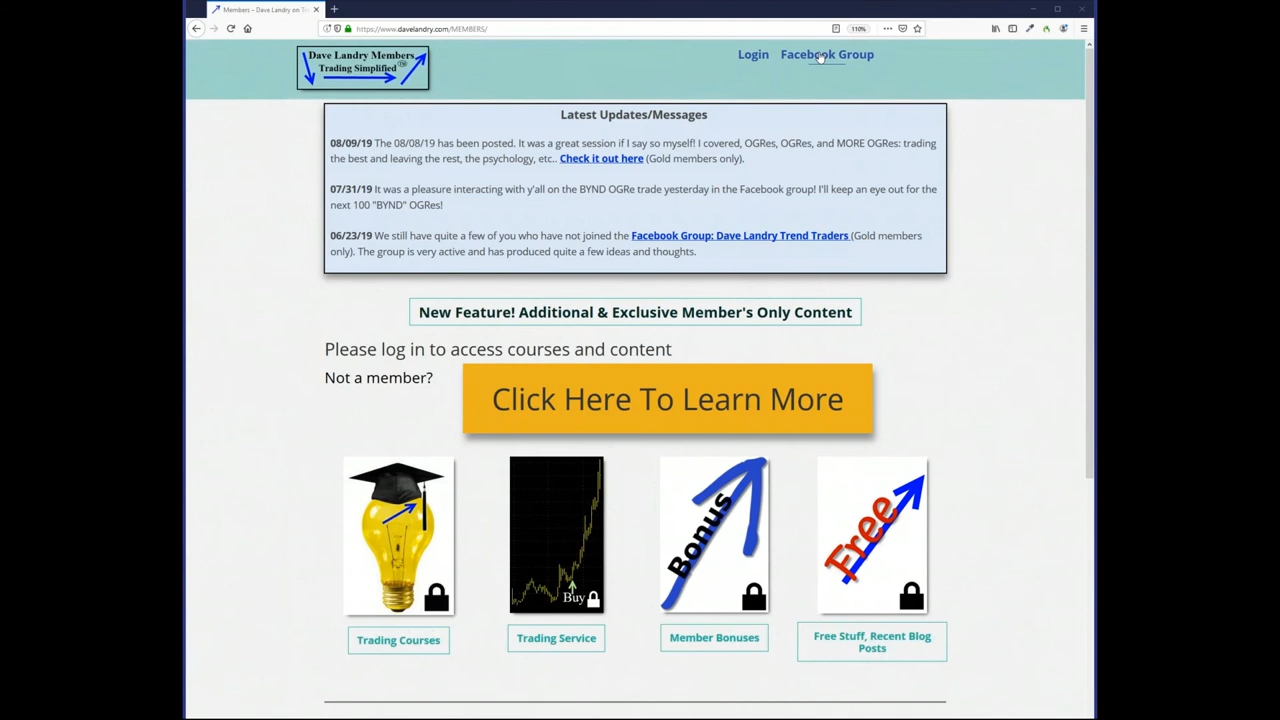 Members – Dave Landry on Tre
https://www.davelandry.com/MEMBERS/
110%
Dave Landry Members
Trading Simplified
TM
Login Facebook Group
Latest Updates/Messages
08/09/19 The 08/08/19 has been posted. It was a great session if I say so myself! I covered, OGRes, OGRes, and MORE OGRes: trading
the best and leaving the rest, the psychology, etc.. Check it out here (Gold members only).
07/31/19 It was a pleasure interacting with y'all on the BYND OGRe trade yesterday in the Facebook group! I'll keep an eye out for the
next 100 "BYND" OGRes!
06/23/19 We still have quite a few of you who have not joined the Facebook Group: Dave Landry Trend Traders (Gold members
only). The group is very active and has produced quite a few ideas and thoughts.
New Feature! Additional & Exclusive Member's Only Content
Please log in to access courses and content
Not a member?
Click Here To Learn More
Buy
Bonus
Free
Trading Courses
Trading Service
Member Bonuses
Free Stuff, Recent Blog
Posts